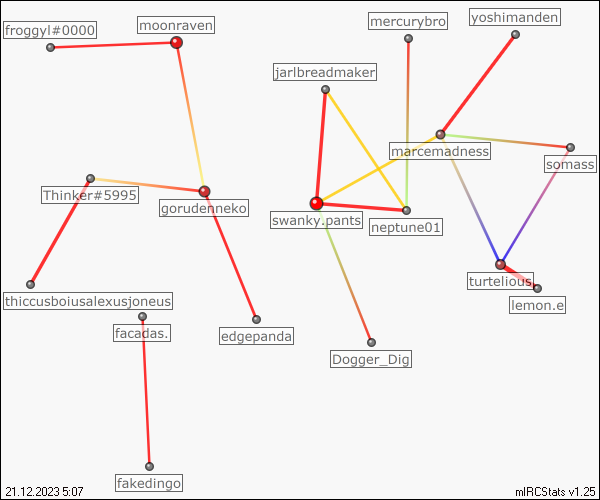 froggyl#0000
moonraven
mercurybro
yoshimanden
jarlbreadmaker
marcemadness
somass
Thinker#5995
gorudenneko
swanky.pants
neptune01
turtelious
lemon.e
thiccusboiusalexusjoneus
facadas.
edgepanda
Dogger_Dig
fakedingo
21.12.2023 5:07
mIRCStats v1.25